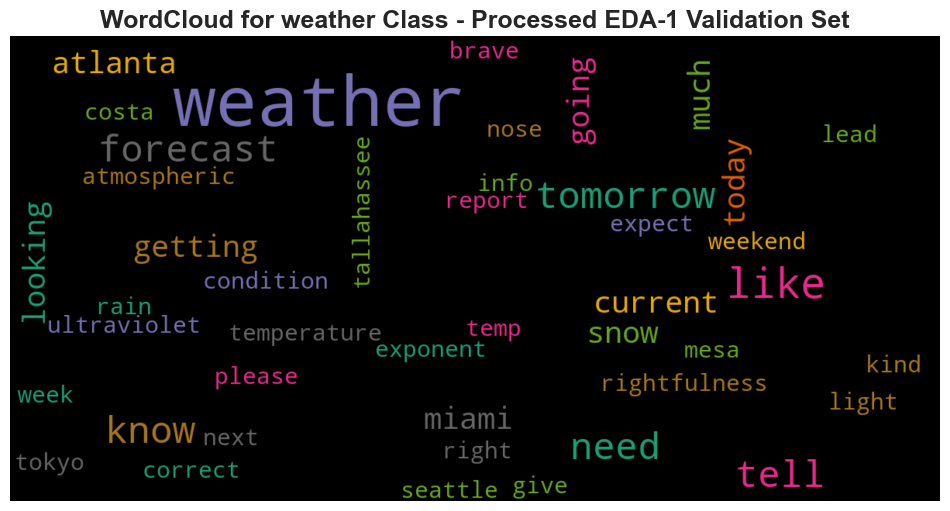 WordCloud for weather Class - Processed EDA-1 Validation Set
brave
atlanta
weather
going
much
costa
nose
lead
forecast
tallahassee
today
atmospheric
info
report
tomorrow
expect
looking
getting
weekend
condition
like
rain
current
ultraviolet
temperature
temp
snow
exponent
mesa
please
rightfulness
kind
week
light
know
next
miami
right
need
tokyo
correct
tell
seattle
give